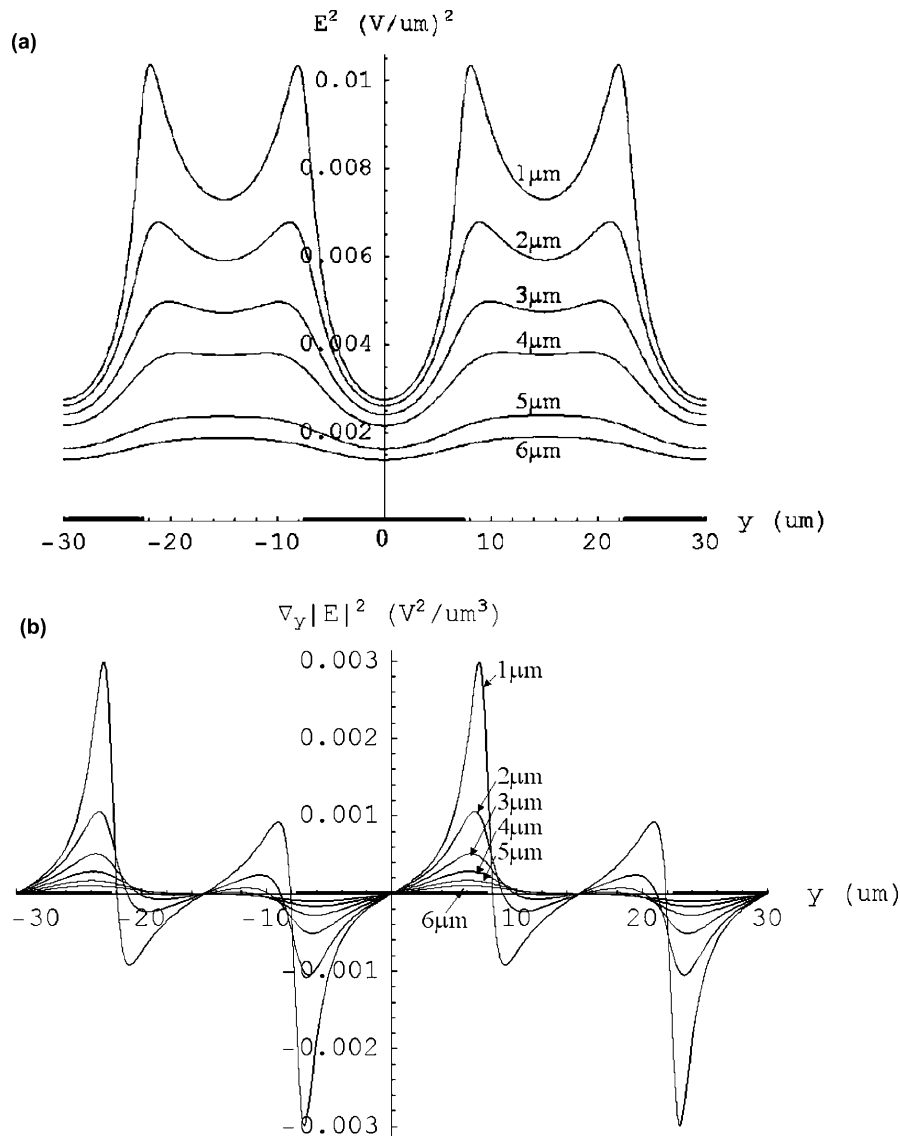 (a)
E² (V/um)²
0.01
0.008
0.006
0.004
0.002
1µm
2µm
3µm
4µm
5µm
6µm
-30 -20 -10 0 10 20 30
y (um)
(b)
∇y|E|² (V²/um³)
0.003
0.002
0.001
1µm
2µm
3µm
4µm
5µm
6µm
-30 -20 -10 10 20 30
y (um)
-0.001
-0.002
-0.003